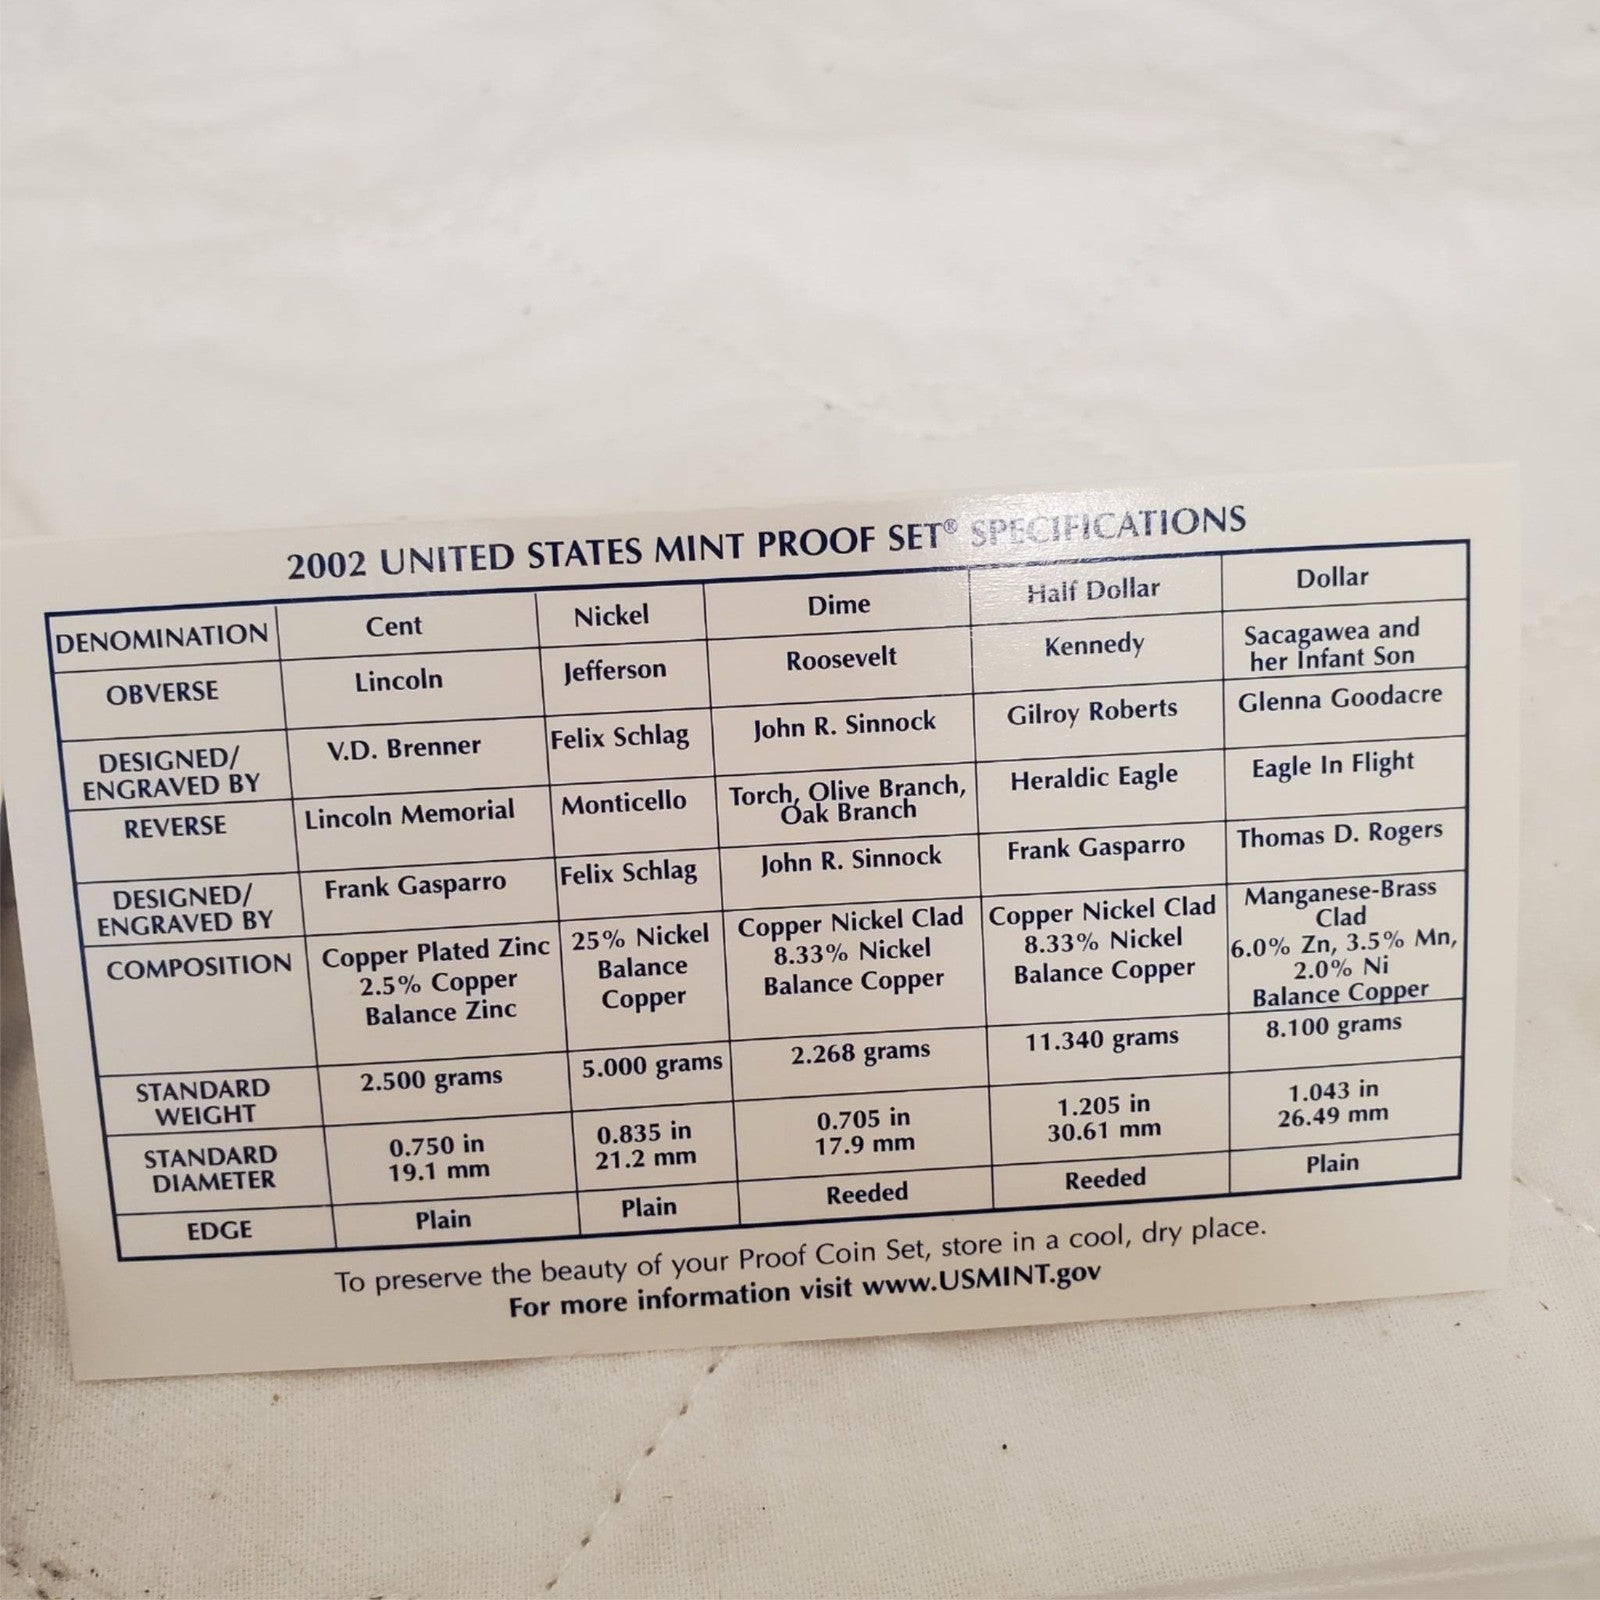 2002 UNITED STATES MINT PROOF SET® SPECIFICATIONS
DENOMINATION Cent Nickel Dime Half Dollar Dollar
OBVERSE Lincoln Jefferson Roosevelt Kennedy Sacagawea and
her Infant Son
DESIGNED/ V.D. Brenner Felix Schlag John R. Sinnock Gilroy Roberts Glenna Goodacre
ENGRAVED BY
REVERSE Lincoln Memorial Monticello Torch, Olive Branch, Heraldic Eagle Eagle In Flight
Oak Branch
DESIGNED/ Frank Gasparro Felix Schlag John R. Sinnock Frank Gasparro Thomas D. Rogers
ENGRAVED BY
COMPOSITION Copper Plated Zinc 25% Nickel Copper Nickel Clad Copper Nickel Clad Manganese-Brass
2.5% Copper Balance 8.33% Nickel 8.33% Nickel Clad
Balance Zinc Copper Balance Copper Balance Copper 6.0% Zn, 3.5% Mn,
2.0% Ni
Balance Copper
STANDARD 2.500 grams 5.000 grams 2.268 grams 11.340 grams 8.100 grams
WEIGHT
STANDARD 0.750 in 0.835 in 0.705 in 1.205 in 1.043 in
DIAMETER 19.1 mm 21.2 mm 17.9 mm 30.61 mm 26.49 mm
EDGE Plain Plain Reeded Reeded Plain
To preserve the beauty of your Proof Coin Set, store in a cool, dry place.
For more information visit www.USMINT.gov